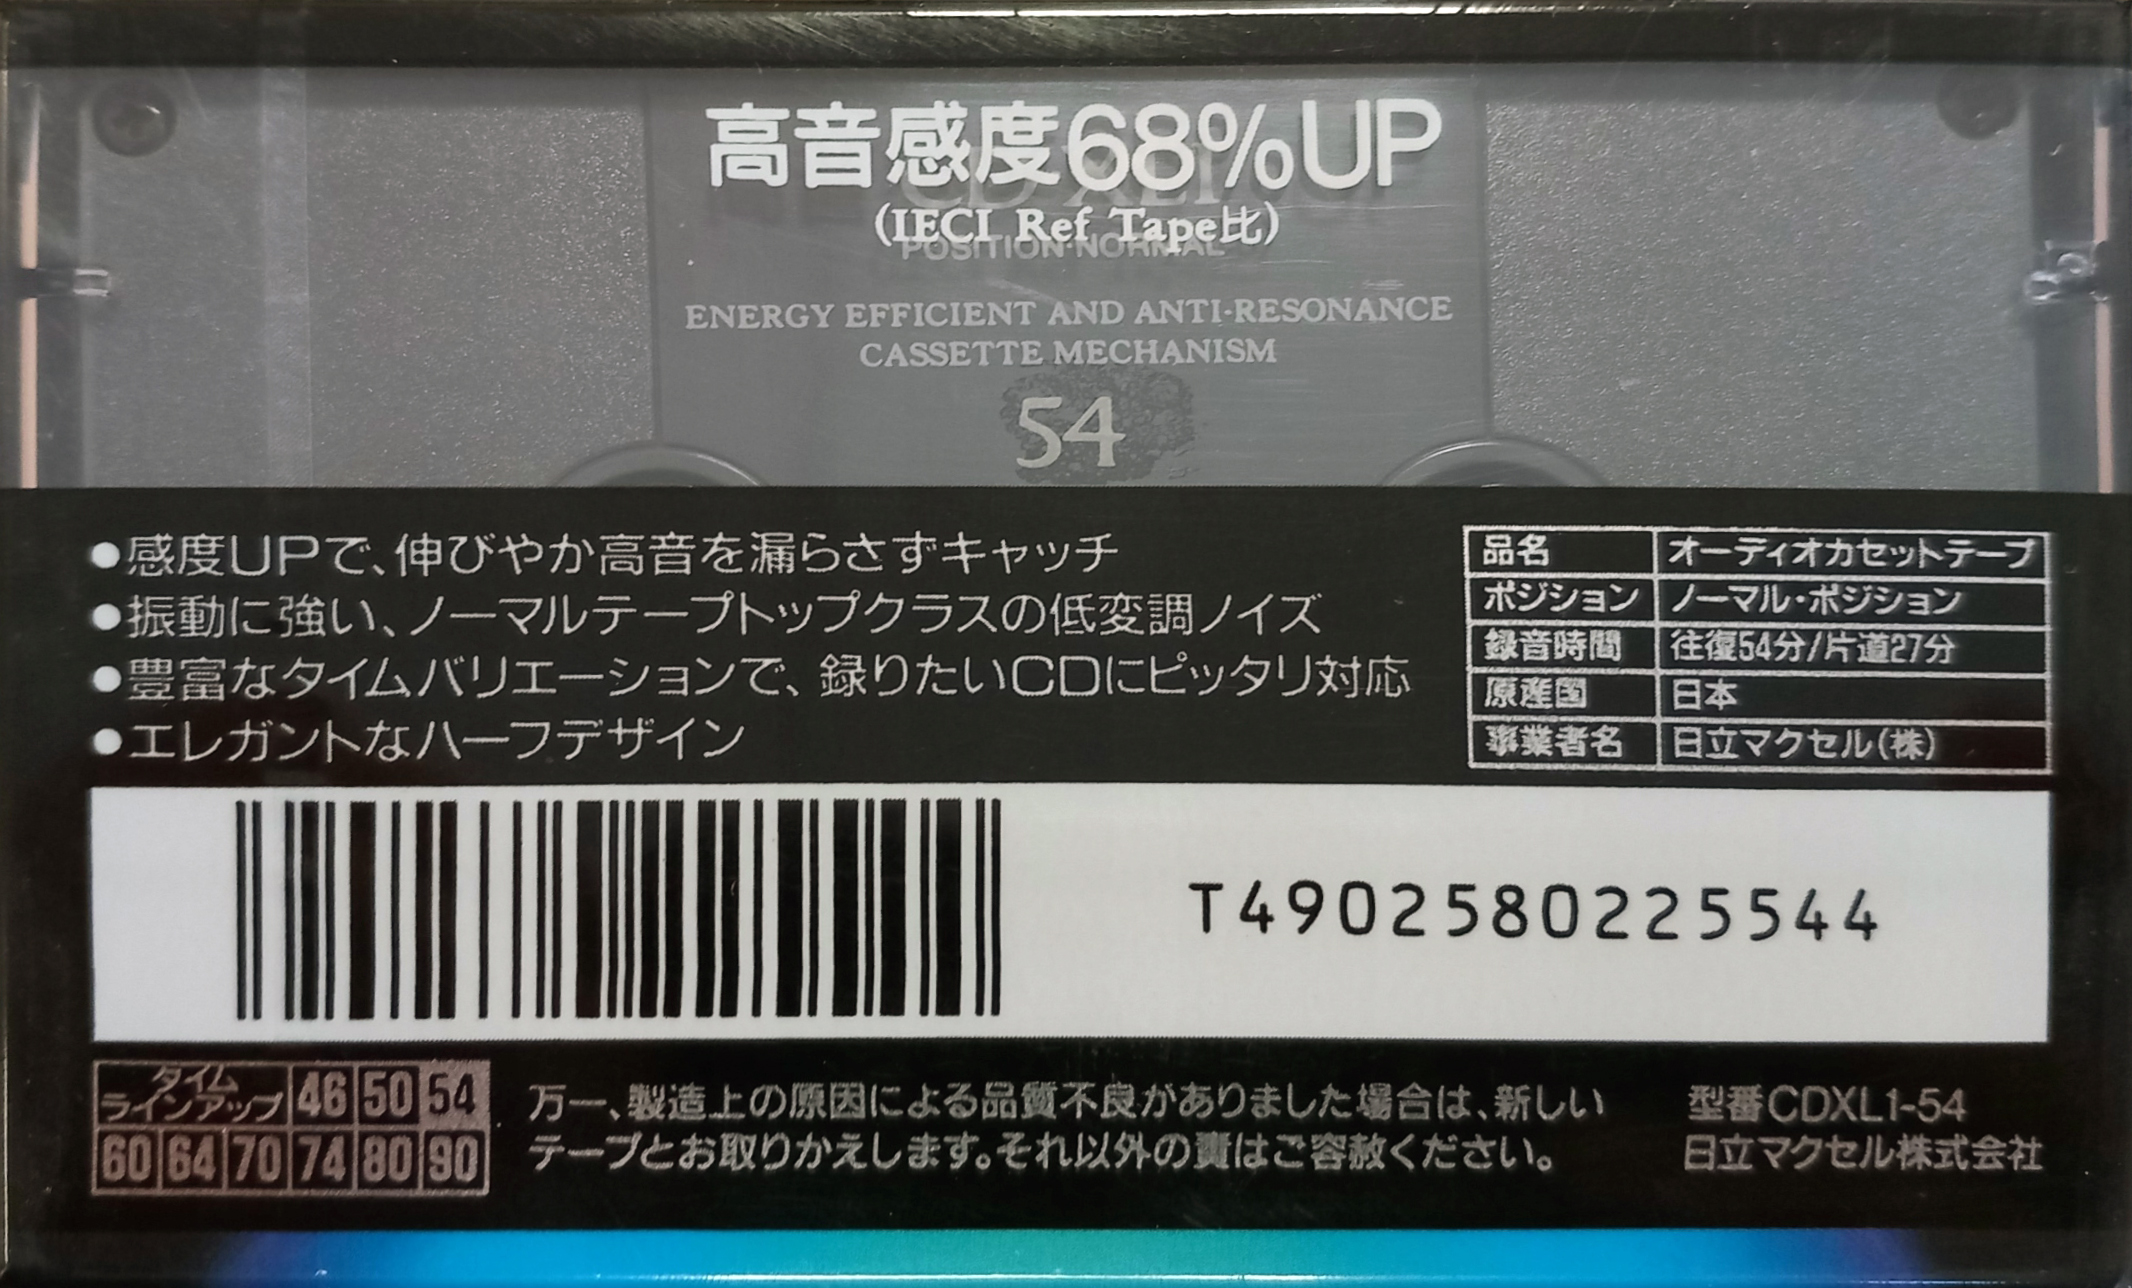 高音感度68%UP
CD XLI
(IECI Ref Tape比)
POSITION·NORMAL
ENERGY EFFICIENT AND ANTI-RESONANCE
CASSETTE MECHANISM
54
●感度UPで、伸びやか高音を漏らさずキャッチ
●振動に強い、ノーマルテープトップクラスの低変調ノイズ
●豊富なタイムバリエーションで、録りたいCDにピッタリ対応
●エレガントなハーフデザイン
品名 オーディオカセットテープ
ポジション ノーマル・ポジション
録音時間 往復54分/片道27分
原産国 日本
事業者名 日立マクセル(株)
T4902580225544
タイム
ラインアップ 46 50 54
60 64 70 74 80 90
万一、製造上の原因による品質不良がありました場合は、新しい
テープとお取りかえします。それ以外の責はご容赦ください。
型番CDXL1-54
日立マクセル株式会社